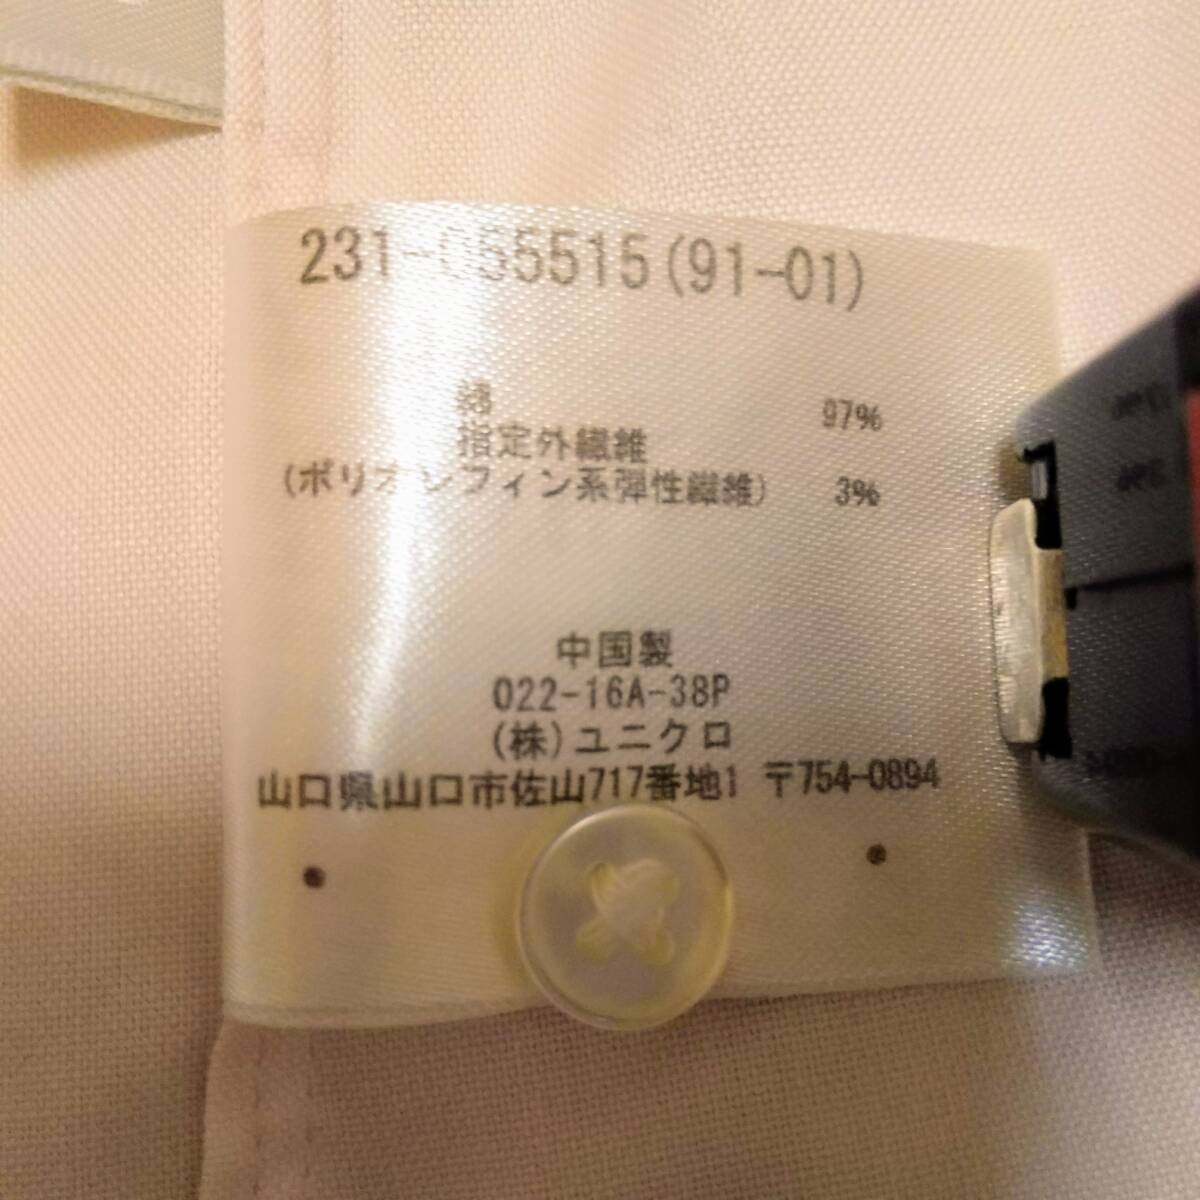 231-055515(91-01)
綿 97%
指定外繊維
(ポリオレフィン系弾性繊維) 3%
中国製
022-16A-38P
(株)ユニクロ
山口県山口市佐山717番地1 〒754-0894